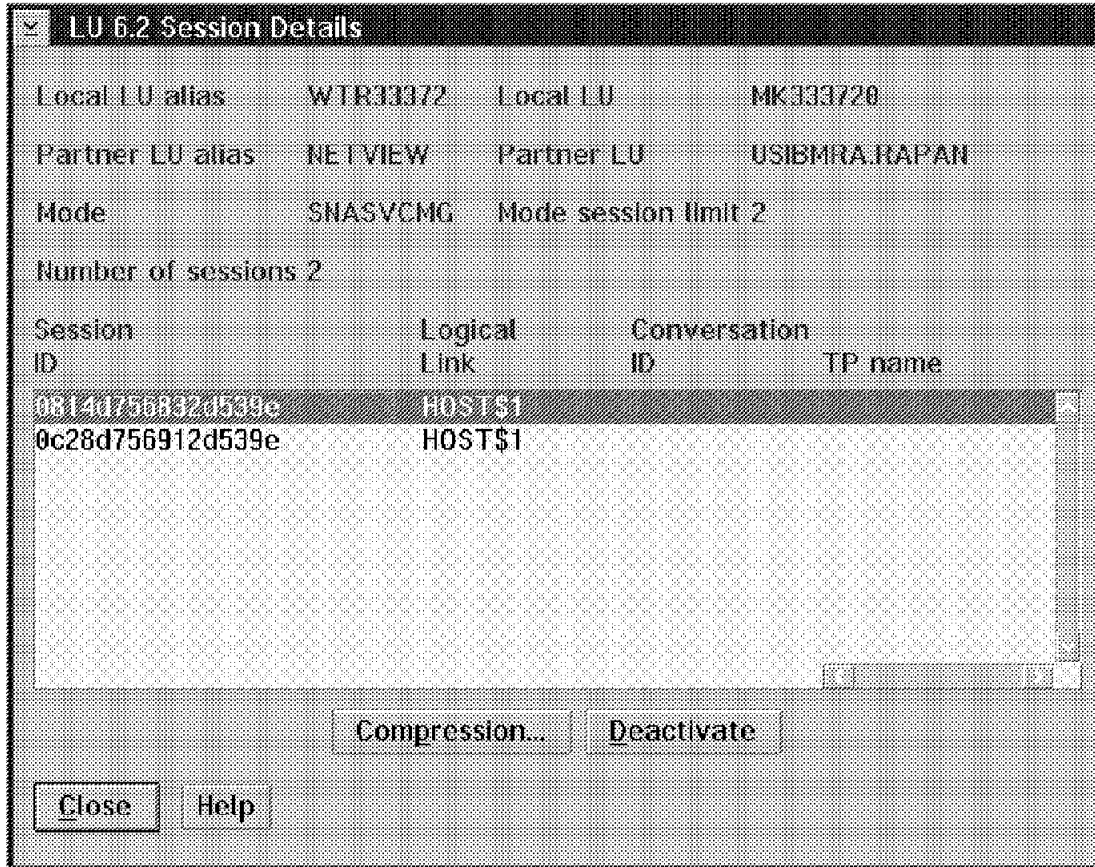 LU 6.2 Session Details
Local LU alias WTR33372 Local LU MK333720
Partner LU alias NETVIEW Partner LU USIBMRA.RAPAN
Mode SNASVCMG Mode session limit 2
Number of sessions 2
Session Logical Conversation
ID Link ID TP name
0814d756832d539e HOST$1
0c28d756912d539e HOST$1
Compression... Deactivate
Close Help